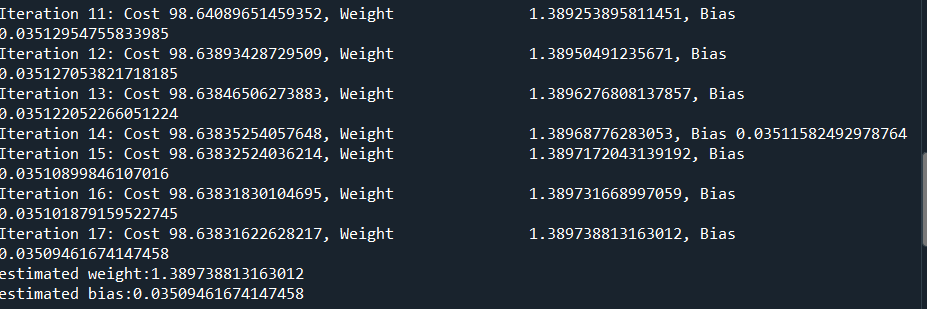 Iteration 11: Cost 98.64089651459352, Weight 1.389253895811451, Bias
0.03512954755833985
Iteration 12: Cost 98.63893428729509, Weight 1.38950491235671, Bias
0.035127053821718185
Iteration 13: Cost 98.63846506273883, Weight 1.3896276808137857, Bias
0.035122052266051224
Iteration 14: Cost 98.63835254057648, Weight 1.38968776283053, Bias 0.03511582492978764
Iteration 15: Cost 98.63832524036214, Weight 1.3897172043139192, Bias
0.03510899846107016
Iteration 16: Cost 98.63831830104695, Weight 1.389731668997059, Bias
0.035101879159522745
Iteration 17: Cost 98.63831622628217, Weight 1.389738813163012, Bias
0.03509461674147458
estimated weight:1.389738813163012
estimated bias:0.03509461674147458